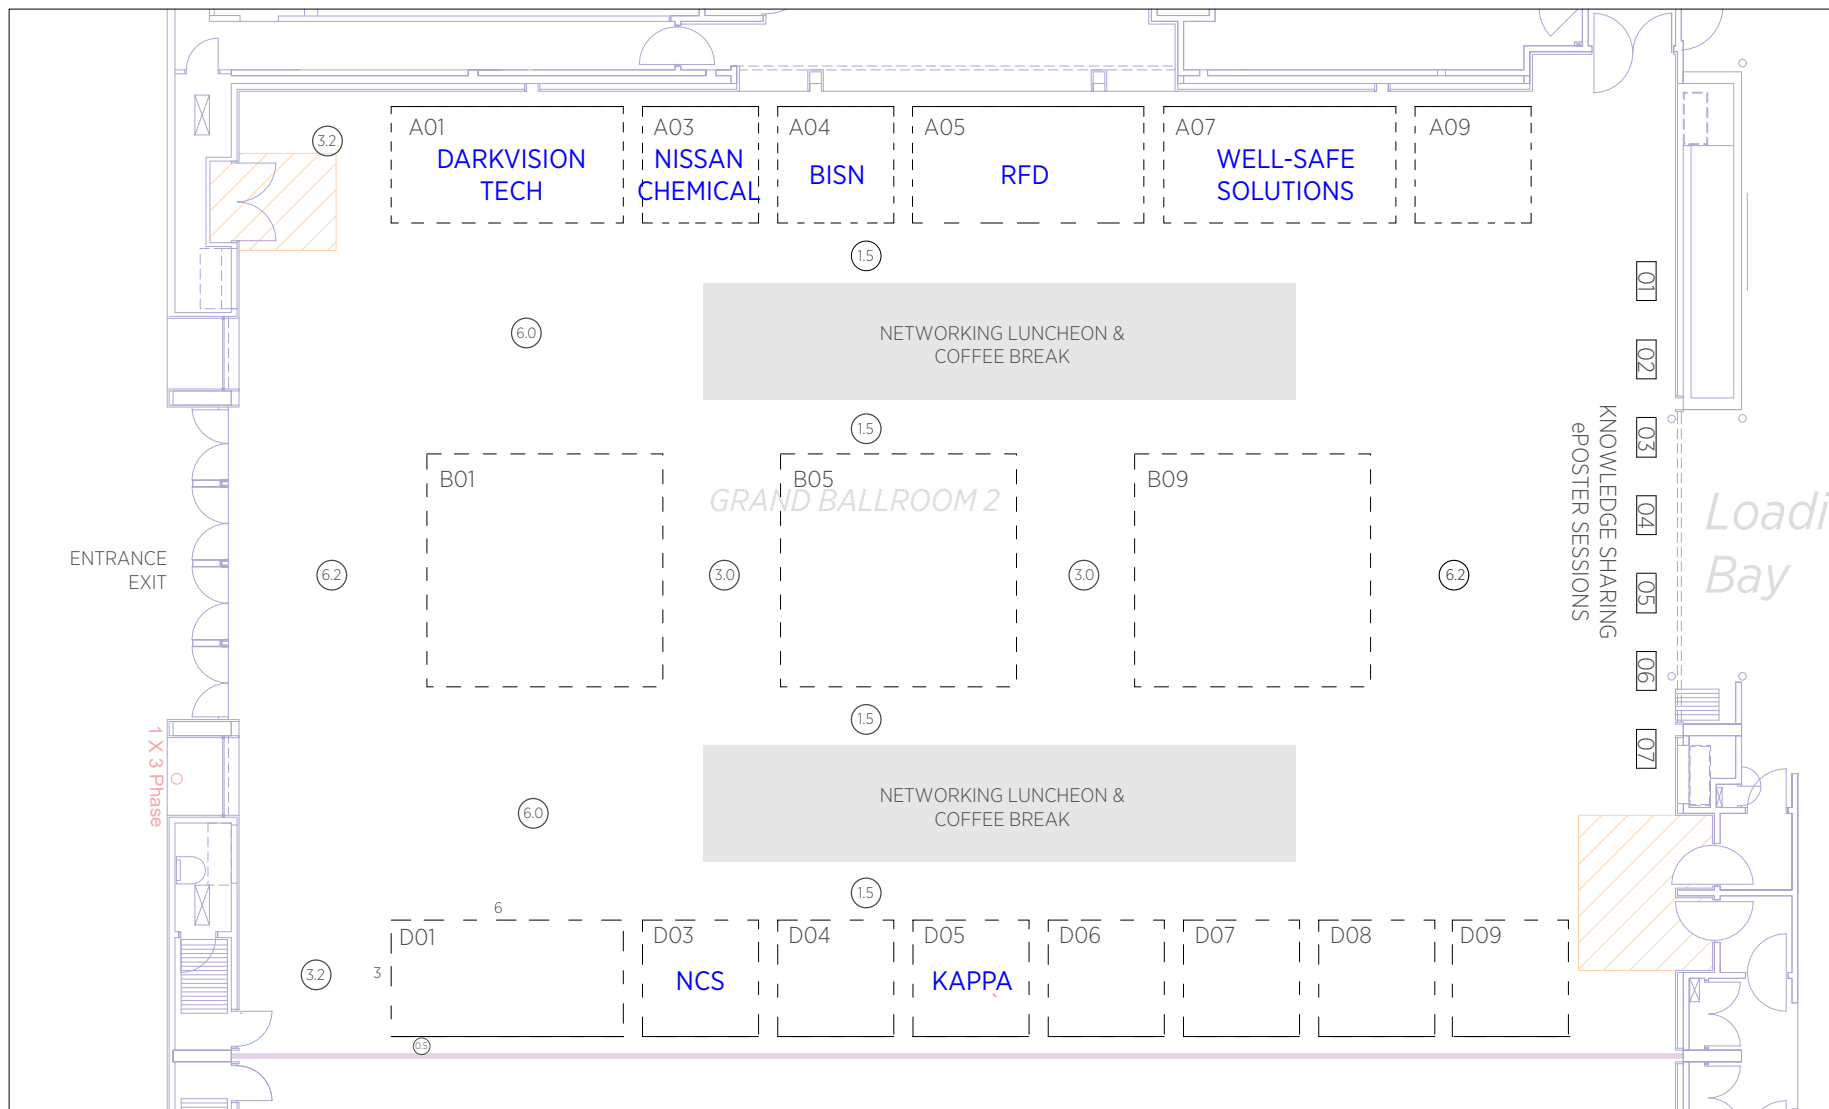 A01
DARKVISION
TECH
A03
NISSAN
CHEMICAL
A04
BISN
A05
RFD
A07
WELL-SAFE
SOLUTIONS
A09
3.2
1.5
6.0
NETWORKING LUNCHEON &
COFFEE BREAK
01
02
03
04
05
06
07
KNOWLEDGE SHARING
ePOSTER SESSIONS
1.5
B01
B05
B09
GRAND BALLROOM 2
Loadi
Bay
ENTRANCE
EXIT
6.2
3.0
3.0
6.2
1.5
1 X 3 Phase
6.0
NETWORKING LUNCHEON &
COFFEE BREAK
1.5
6
3
3.2
D01
D03
NCS
D04
D05
KAPPA
D06
D07
D08
D09
0.5